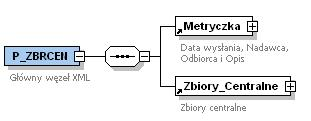 P_ZBRCEN
Główny węzeł XML
Metryczka
Data wysłania, Nadawca,
Odbiorca i Opis
Zbiory_Centralne
Zbiory centralne